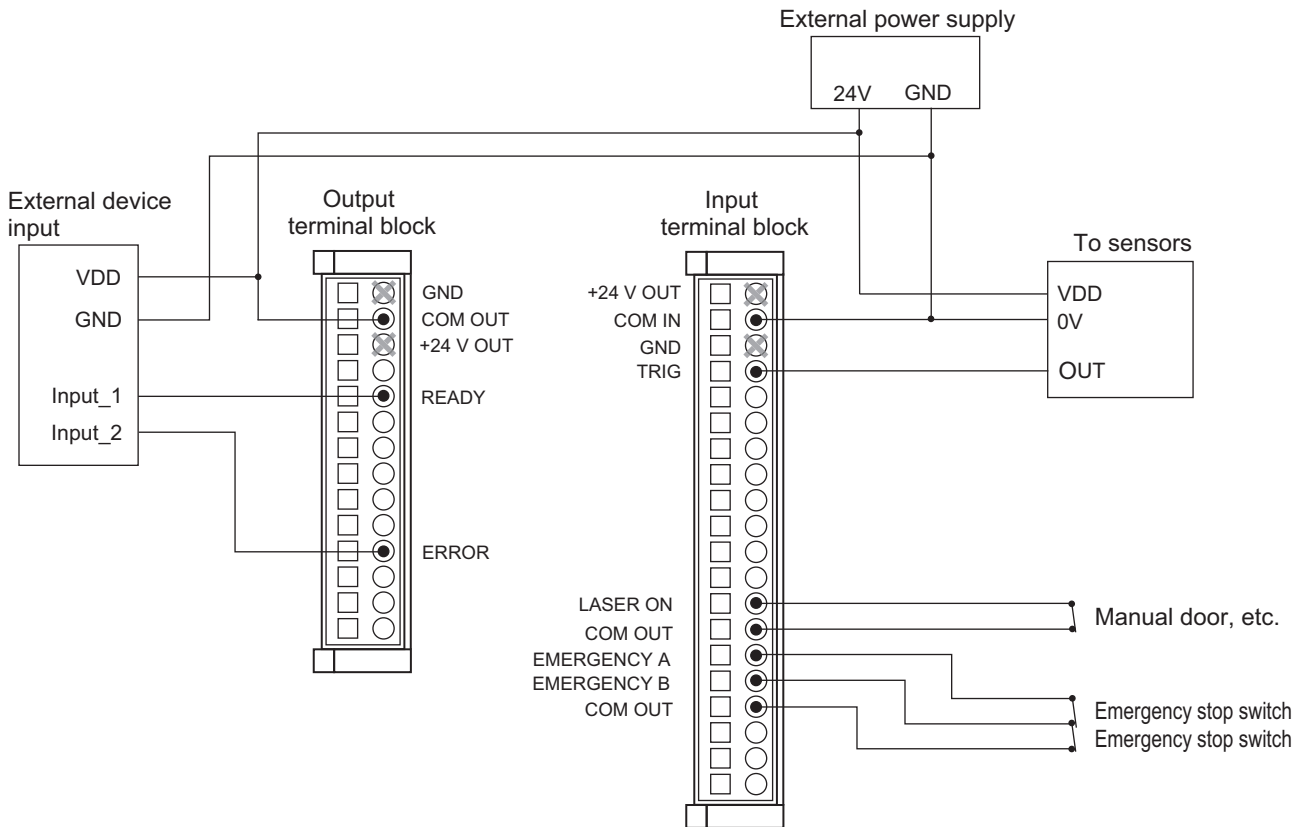 External power supply
24V GND
External device
input
VDD
GND
Input_1
Input_2
Output
terminal block
GND
COM OUT
+24 V OUT
READY
ERROR
Input
terminal block
+24 V OUT
COM IN
GND
TRIG
LASER ON
COM OUT
EMERGENCY A
EMERGENCY B
COM OUT
To sensors
VDD
0V
OUT
Manual door, etc.
Emergency stop switch
Emergency stop switch